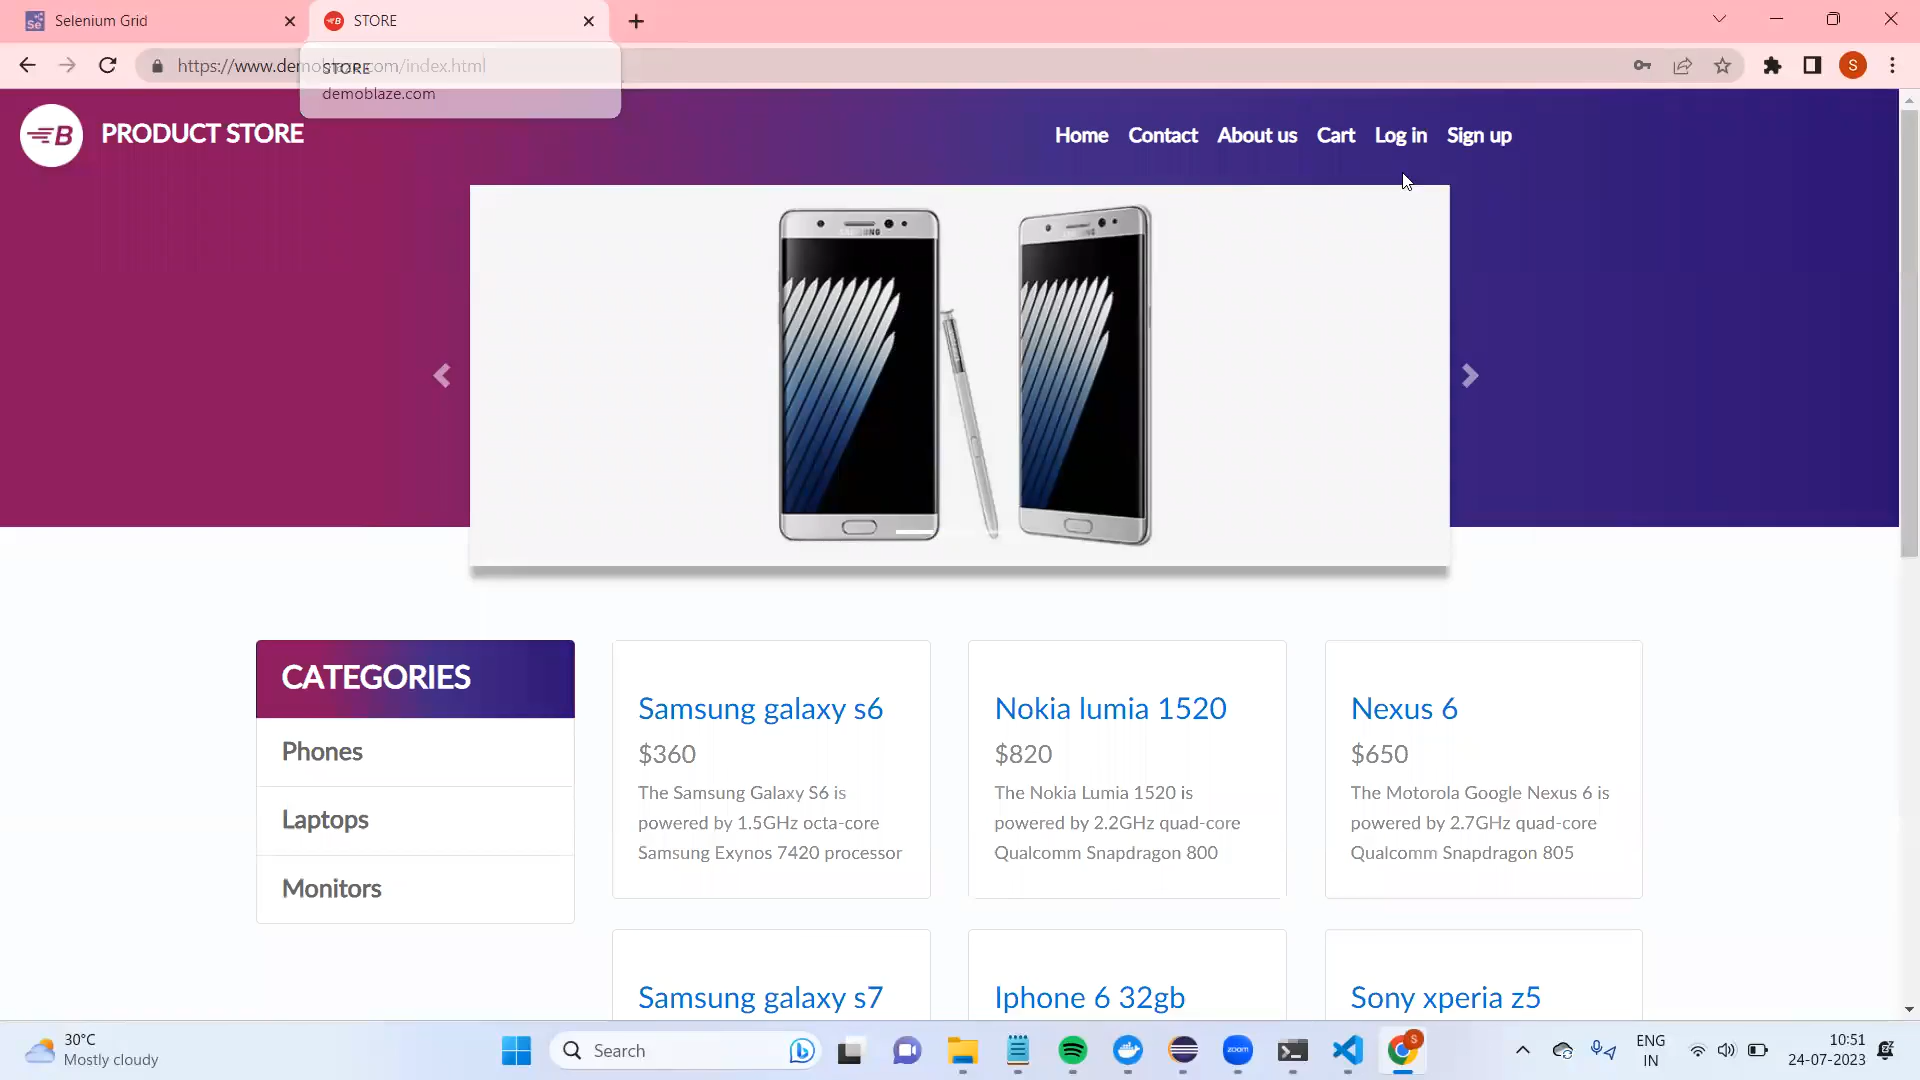 Selenium Grid
STORE
https://www.demoblaze.com/index.html
STORE
demoblaze.com
S
B
PRODUCT STORE
Home
Contact
About us
Cart
Log in
Sign up
SAMSUNG
CATEGORIES
Phones
Laptops
Monitors
Samsung galaxy s6
$360
The Samsung Galaxy S6 is
powered by 1.5GHz octa-core
Samsung Exynos 7420 processor
Nokia lumia 1520
$820
The Nokia Lumia 1520 is
powered by 2.2GHz quad-core
Qualcomm Snapdragon 800
Nexus 6
$650
The Motorola Google Nexus 6 is
powered by 2.7GHz quad-core
Qualcomm Snapdragon 805
Samsung galaxy s7
Iphone 6 32gb
Sony xperia z5
30°C
Mostly cloudy
Search
zoom
S
ENG
IN
10:51
24-07-2023